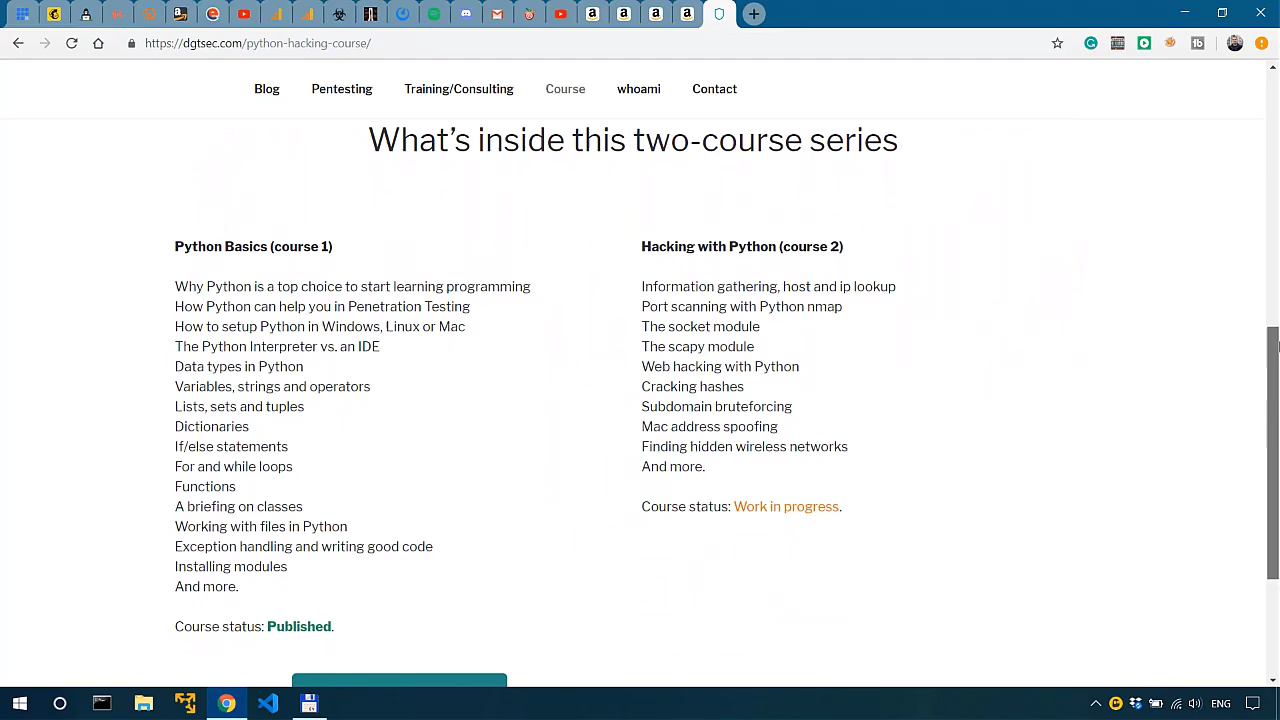 https://dgtsec.com/python-hacking-course/
Blog Pentesting Training/Consulting Course whoami Contact
What's inside this two-course series
Python Basics (course 1)
Why Python is a top choice to start learning programming
How Python can help you in Penetration Testing
How to setup Python in Windows, Linux or Mac
The Python Interpreter vs. an IDE
Data types in Python
Variables, strings and operators
Lists, sets and tuples
Dictionaries
If/else statements
For and while loops
Functions
A briefing on classes
Working with files in Python
Exception handling and writing good code
Installing modules
And more.
Course status: Published.
Hacking with Python (course 2)
Information gathering, host and ip lookup
Port scanning with Python nmap
The socket module
The scapy module
Web hacking with Python
Cracking hashes
Subdomain bruteforcing
Mac address spoofing
Finding hidden wireless networks
And more.
Course status: Work in progress.
ENG